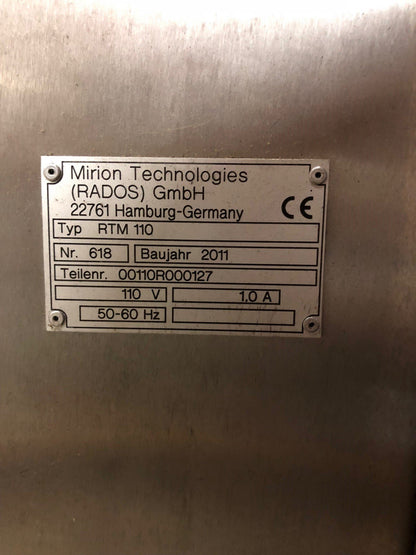 Mirion Technologies
(RADOS) GmbH
22761 Hamburg-Germany CE
Typ RTM 110
Nr. 618 Baujahr 2011
Teilenr. 00110R000127
110 V 1.0 A
50-60 Hz